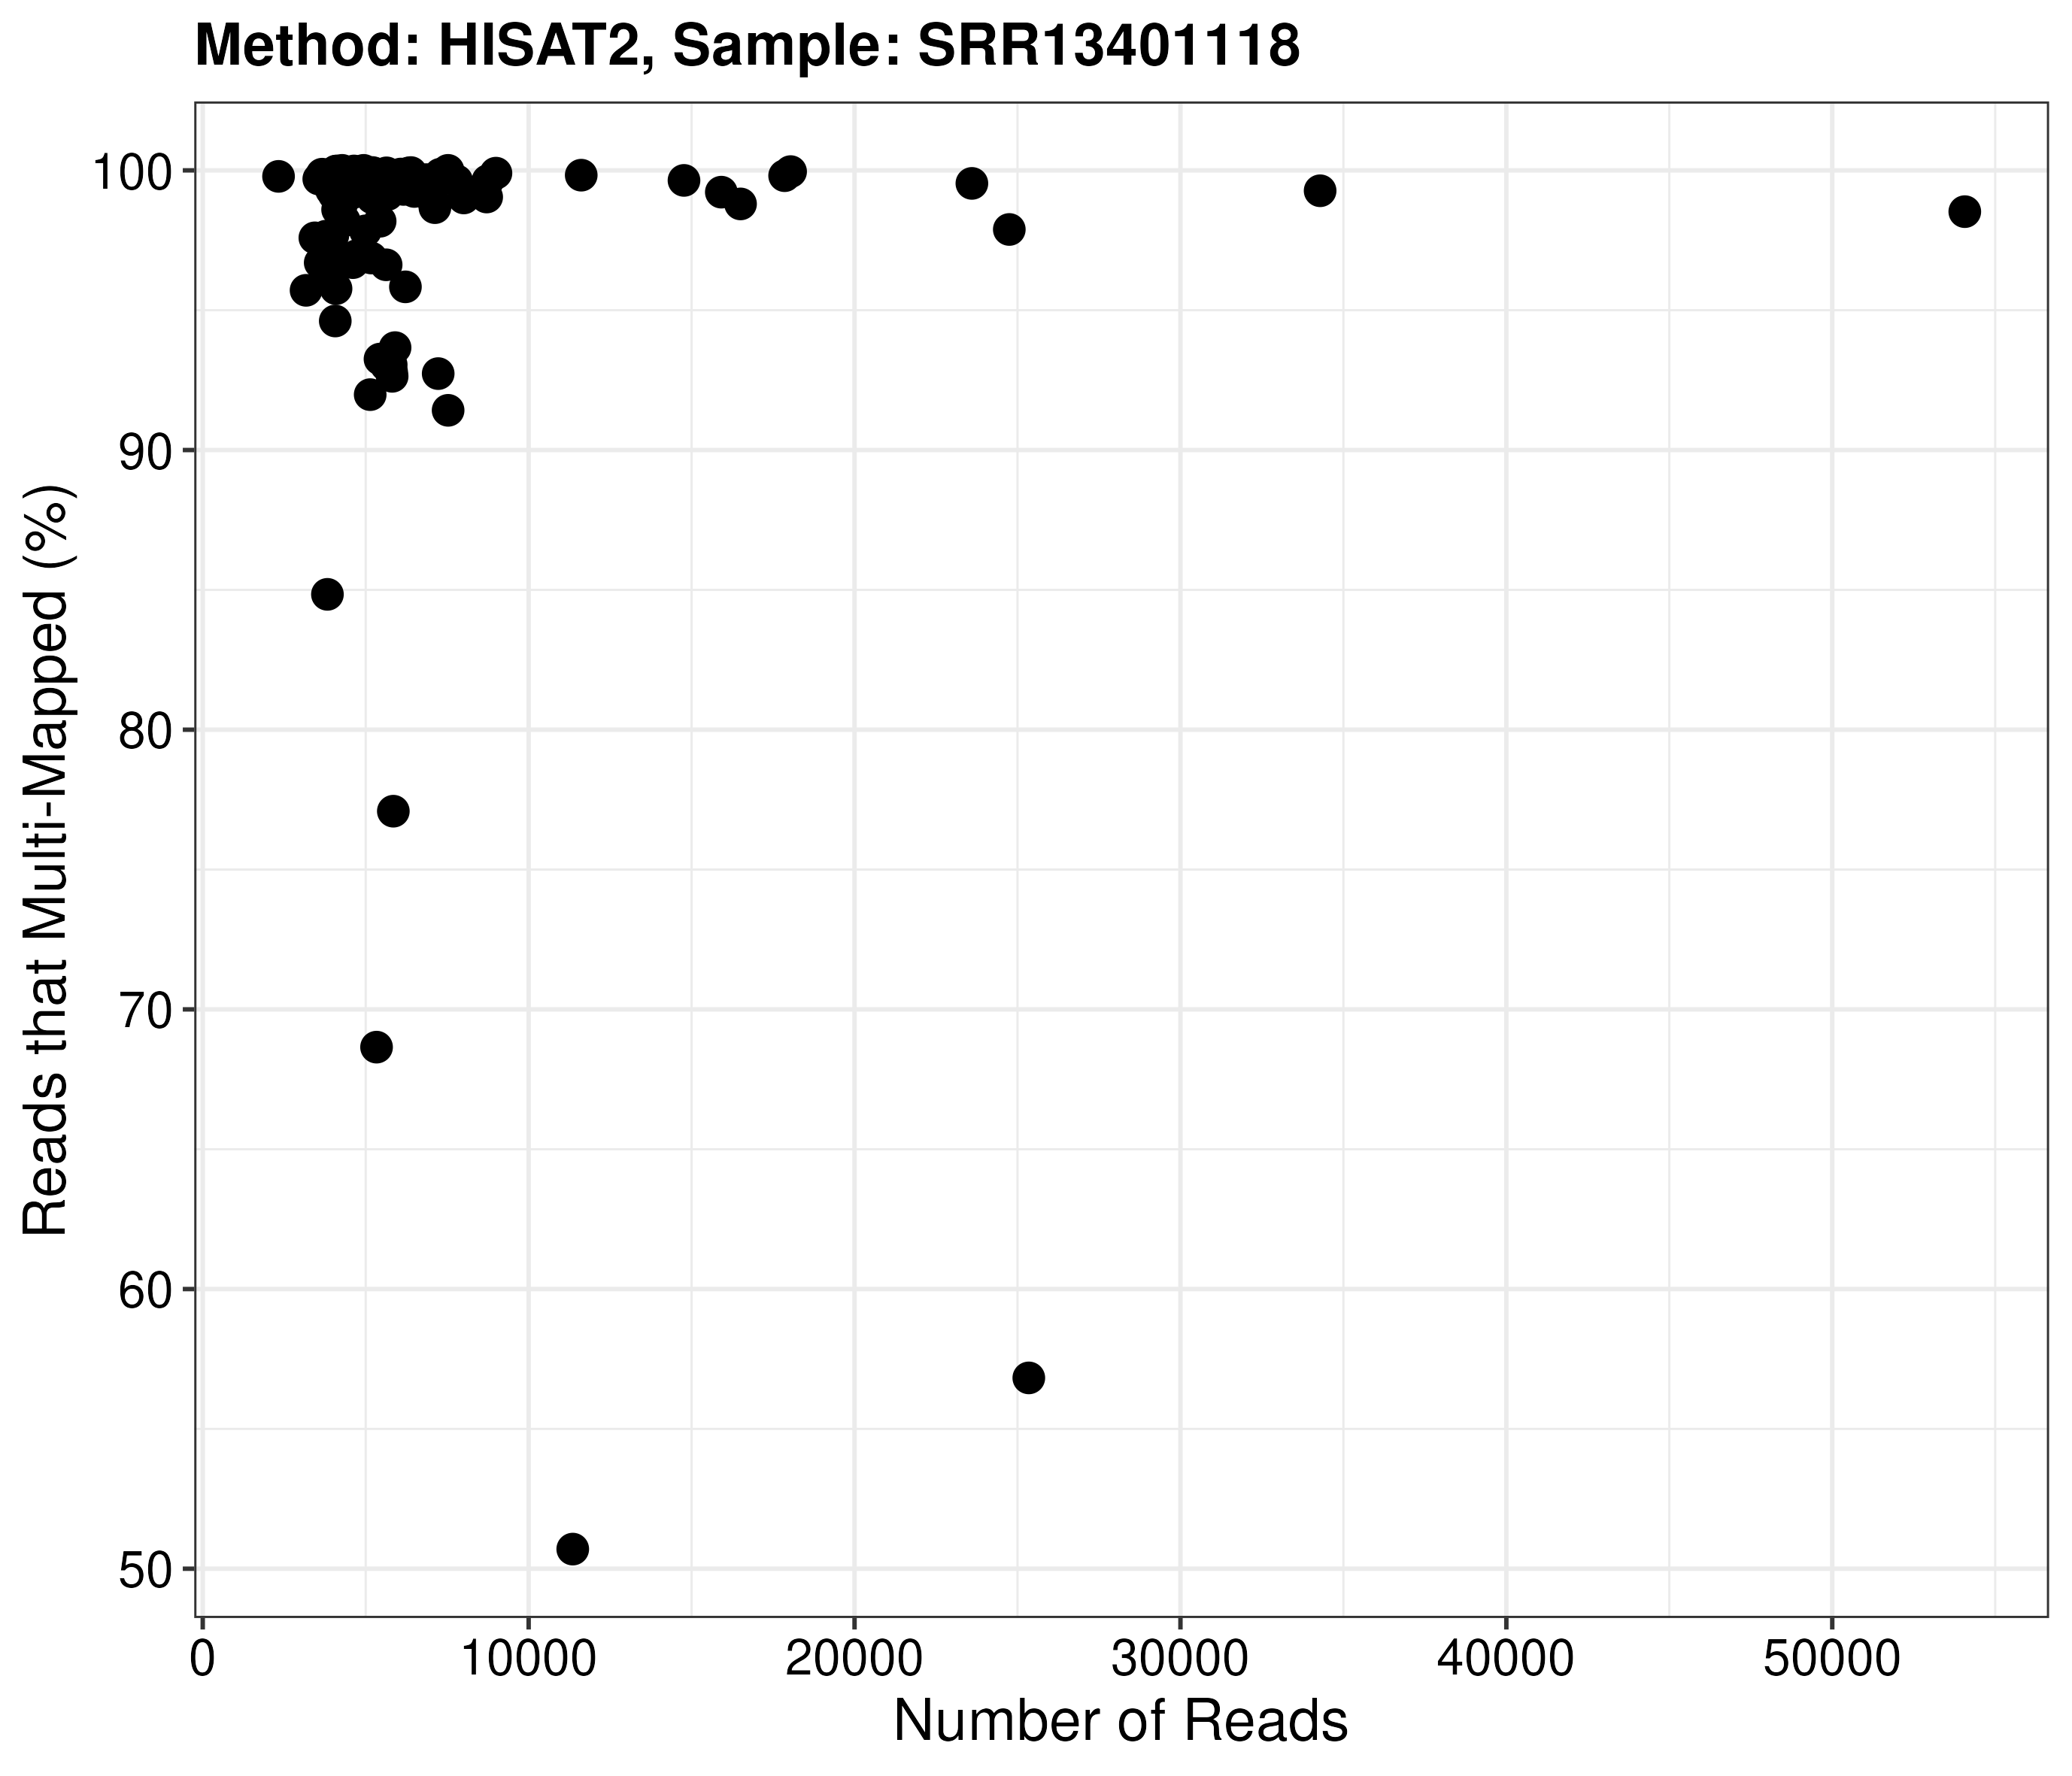 Method: HISAT2, Sample: SRR13401118
Reads that Multi-Mapped (%)
100
90
80
70
60
50
0 10000 20000 30000 40000 50000
Number of Reads